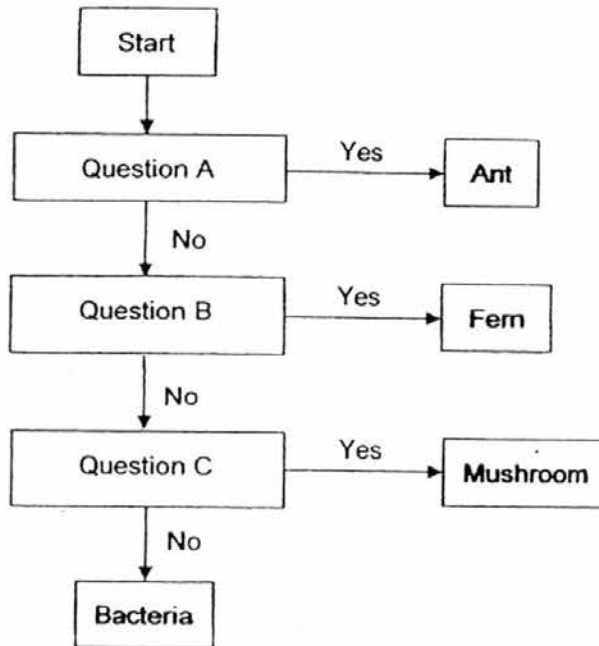 Start
Question A
Yes
Ant
No
Question B
Yes
Fern
No
Question C
Yes
Mushroom
No
Bacteria